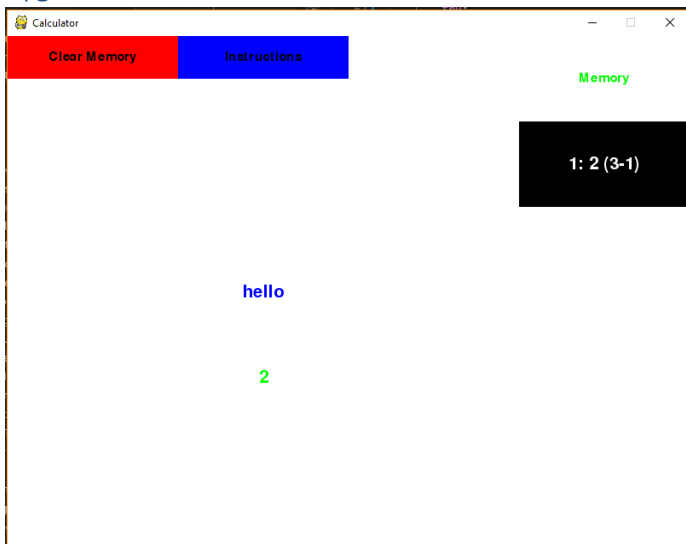 Calculator
Clear Memory Instructions
Memory
1: 2 (3-1)
hello
2